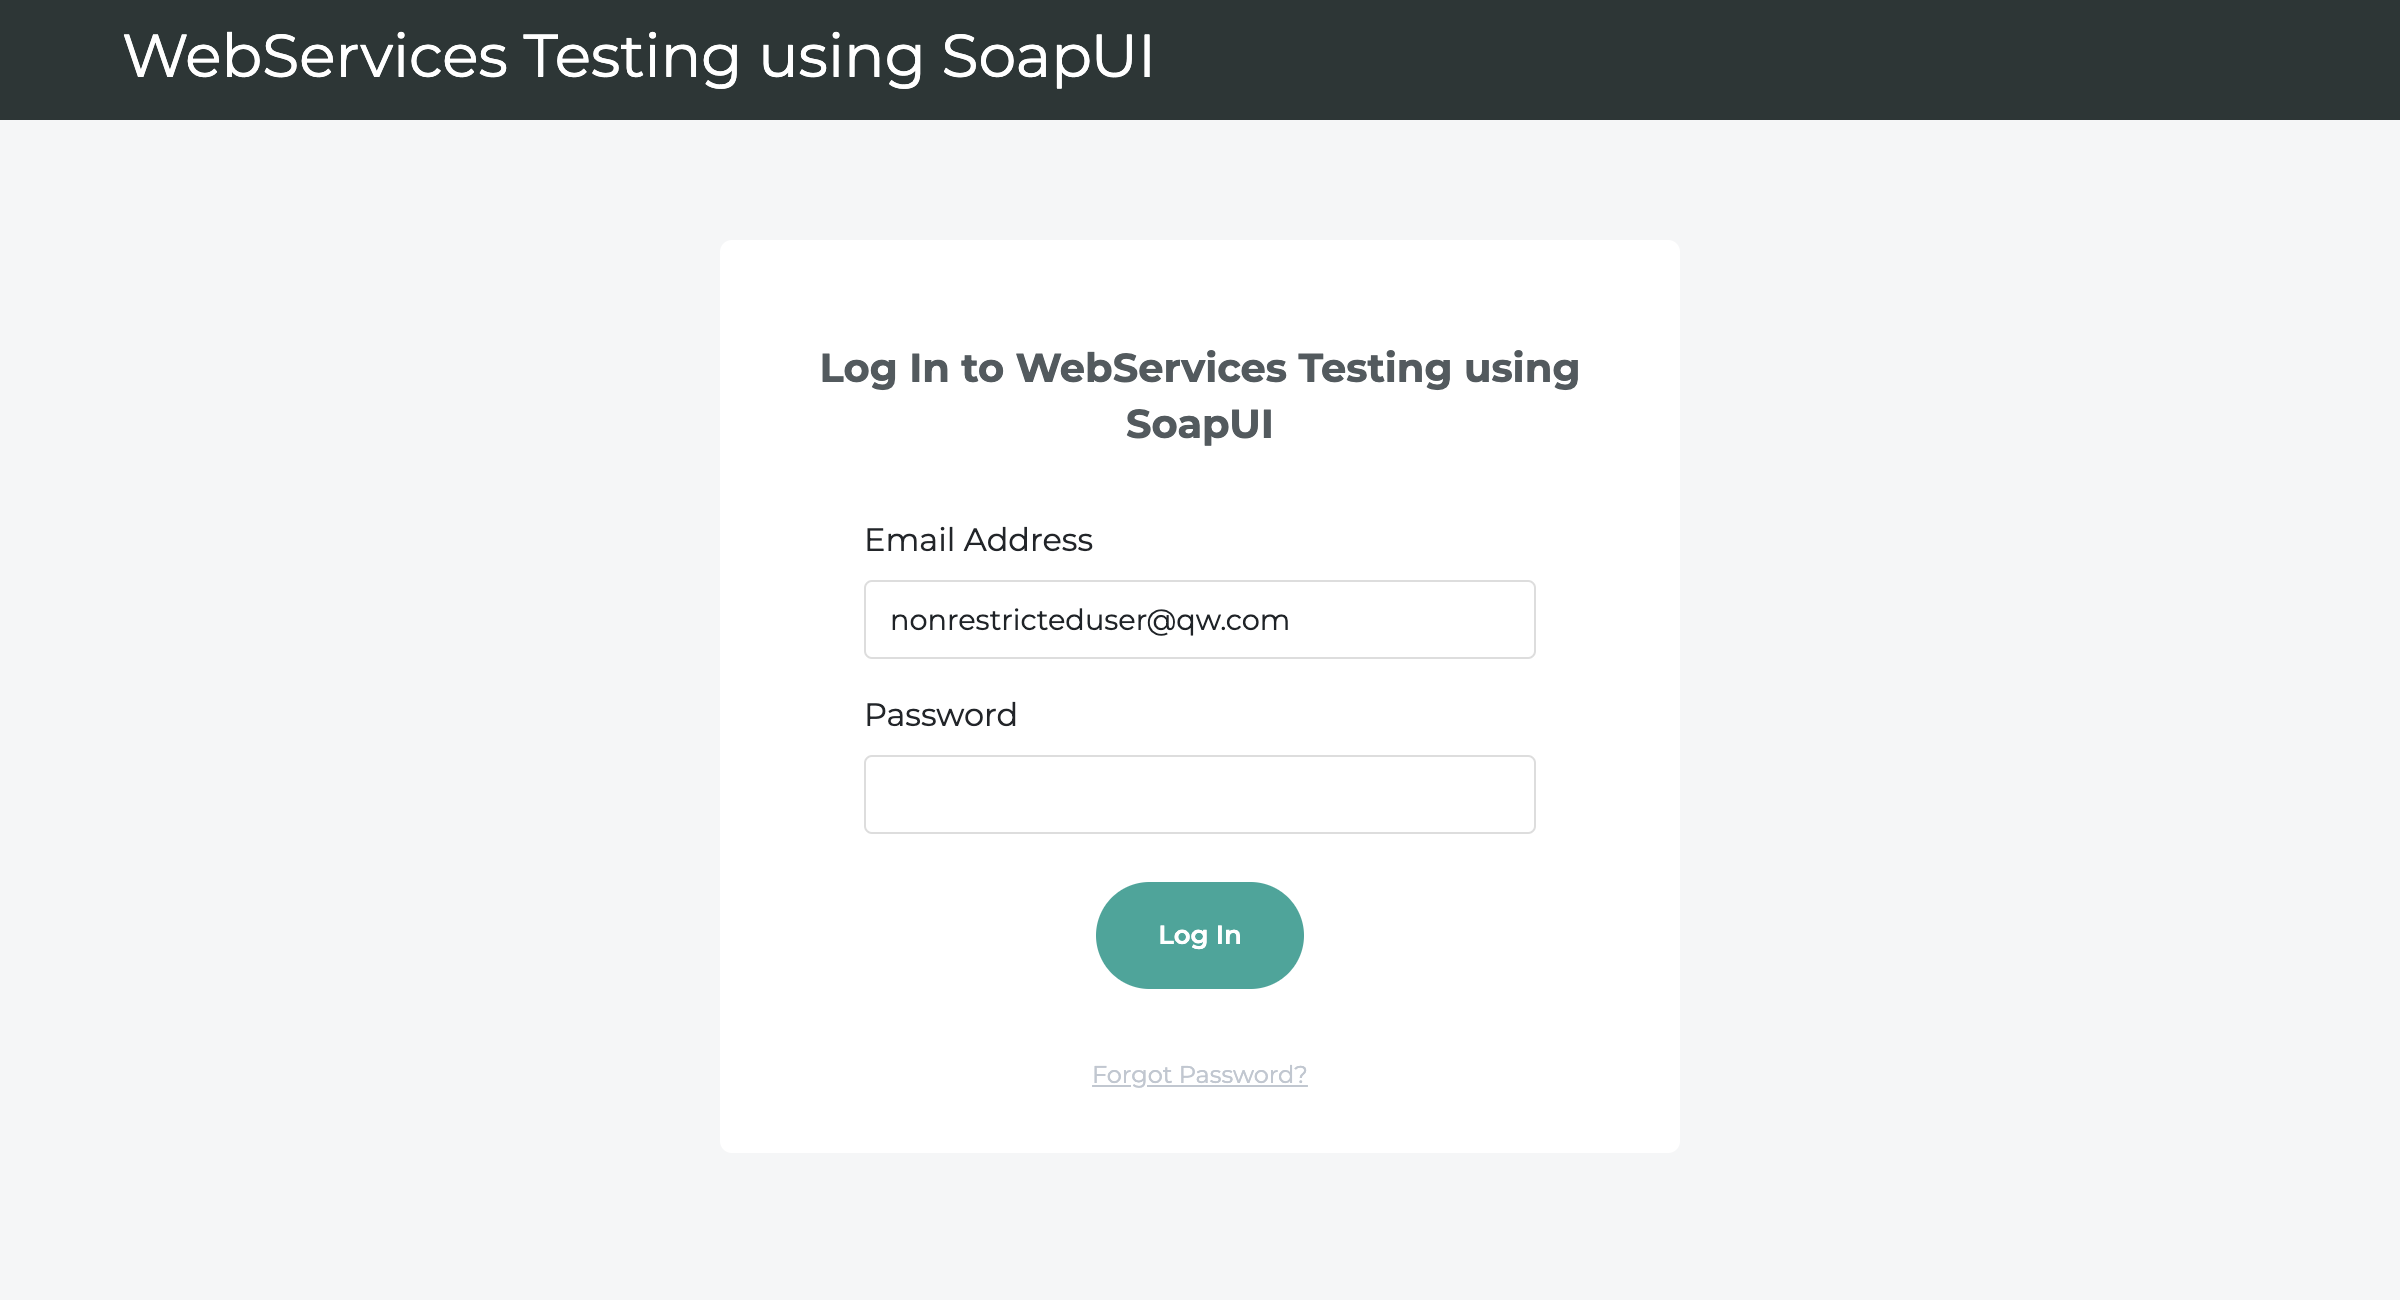 WebServices Testing using SoapUI
Log In to WebServices Testing using
SoapUI
Email Address
nonrestricteduser@qw.com
Password
Log In
Forgot Password?